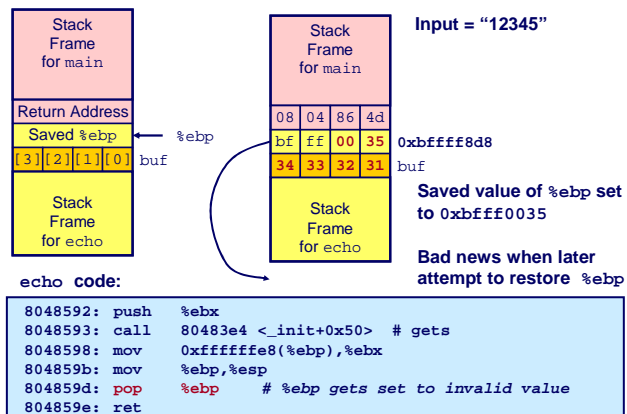 Stack
Frame
for main
Return Address
Saved %ebp
%ebp
[3] [2] [1] [0] buf
Stack
Frame
for echo
Stack
Frame
for main
Input = “12345”
08 04 86 4d
bf ff 00 35 0xbffff8d8
34 33 32 31 buf
Stack
Frame
for echo
Saved value of %ebp set
to 0xbfff0035
Bad news when later
attempt to restore %ebp
echo code:
8048592: push %ebx
8048593: call 80483e4 <_init+0x50> # gets
8048598: mov 0xffffffe8(%ebp),%ebx
804859b: mov %ebp,%esp
804859d: pop %ebp # %ebp gets set to invalid value
804859e: ret